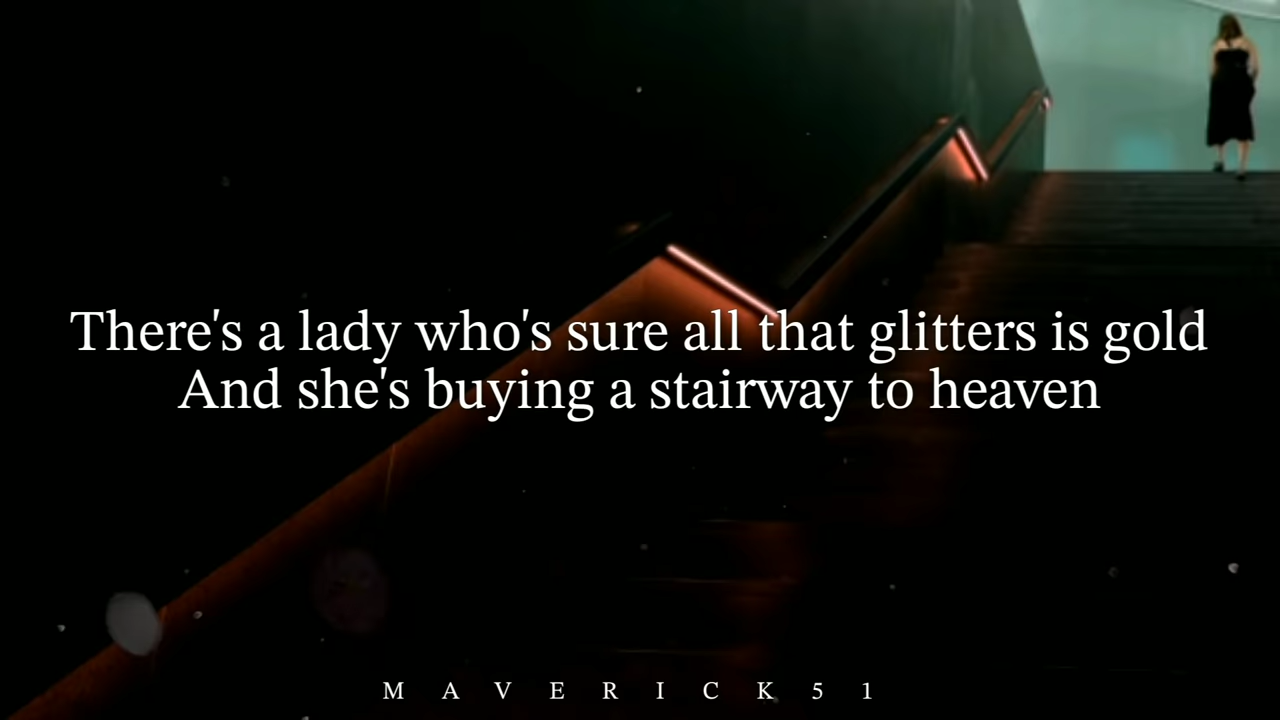 There's a lady who's sure all that glitters is gold
And she's buying a stairway to heaven
M A V E R I C K 5 1